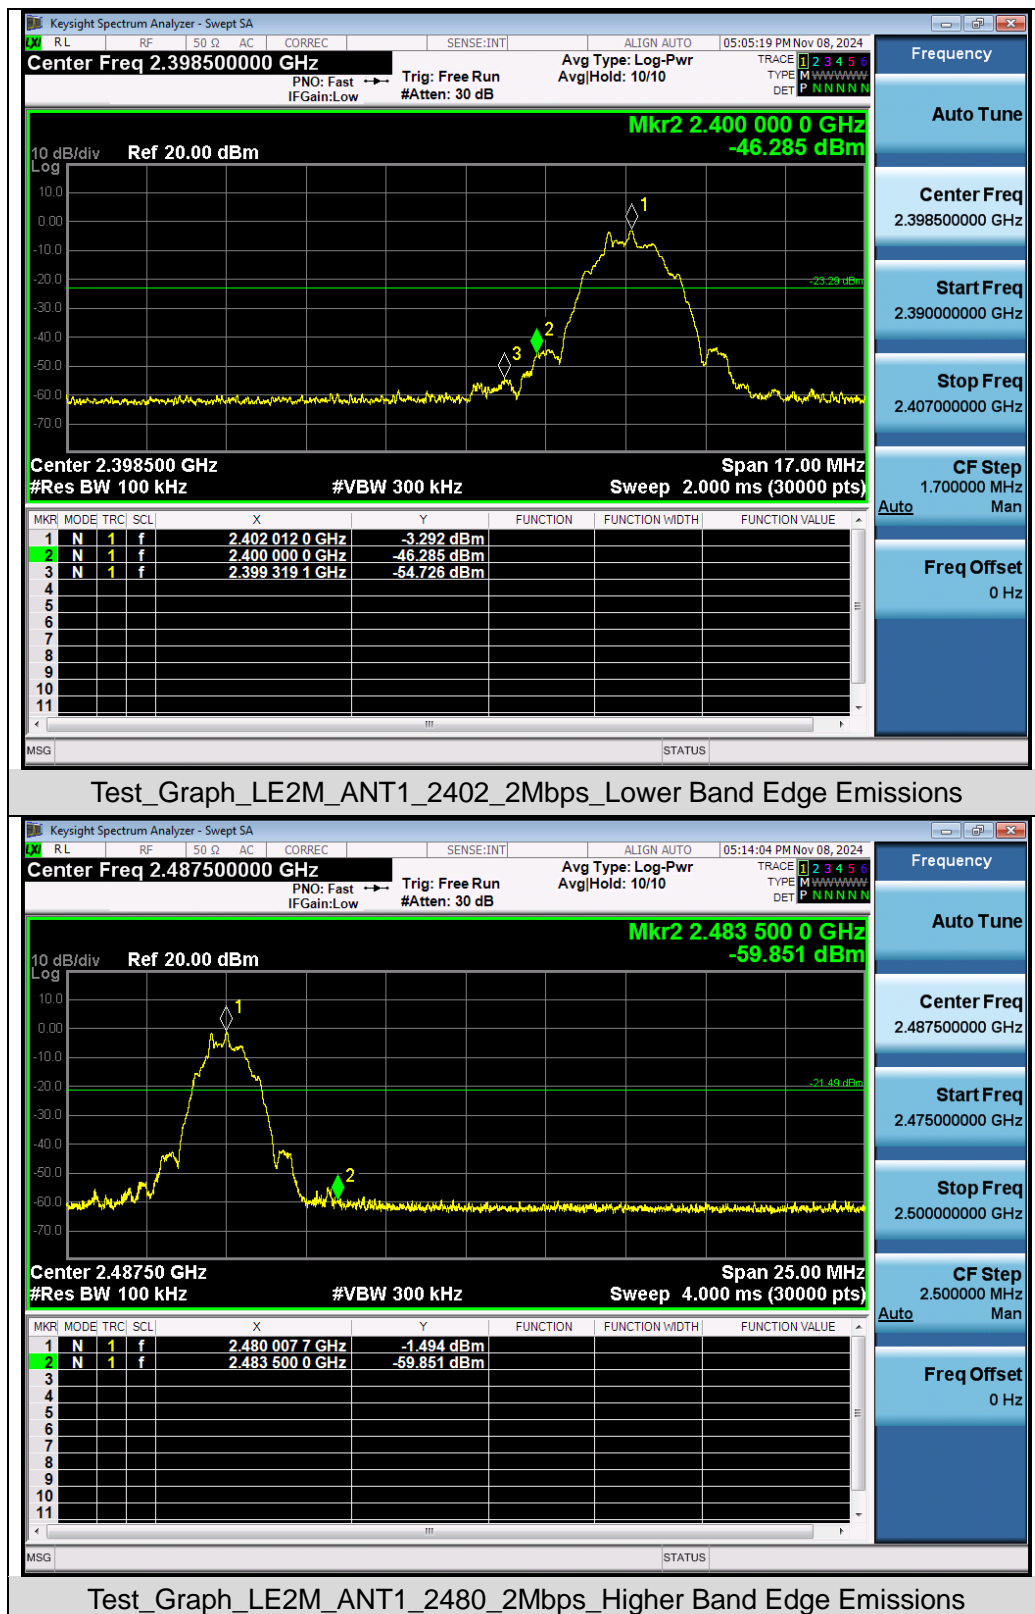 Keysight Spectrum Analyzer - Swept SA
LXI RL RF 50 Ω AC CORREC SENSE:INT ALIGN AUTO 05:05:19 PM Nov 08, 2024
Center Freq 2.398500000 GHz
PNO: Fast
IFGain:Low
Trig: Free Run
#Atten: 30 dB
Avg Type: Log-Pwr
Avg|Hold: 10/10
TRACE 1 2 3 4 5 6
TYPE M WWWWW
DET P N N N N N
Mkr2 2.400 000 0 GHz
-46.285 dBm
10 dB/div Ref 20.00 dBm
Log
10.0
0.00
-10.0
-20.0
-30.0
-40.0
-50.0
-60.0
-70.0
1
2
3
-23.29 dBm
Center 2.398500 GHz Span 17.00 MHz
#Res BW 100 kHz #VBW 300 kHz Sweep 2.000 ms (30000 pts)
MKR MODE TRC SCL X Y FUNCTION FUNCTION WIDTH FUNCTION VALUE
1 N 1 f 2.402 012 0 GHz -3.292 dBm
2 N 1 f 2.400 000 0 GHz -46.285 dBm
3 N 1 f 2.399 319 1 GHz -54.726 dBm
4
5
6
7
8
9
10
11
MSG STATUS
Frequency
Auto Tune
Center Freq
2.398500000 GHz
Start Freq
2.390000000 GHz
Stop Freq
2.407000000 GHz
CF Step
1.700000 MHz
Auto Man
Freq Offset
0 Hz
Test_Graph_LE2M_ANT1_2402_2Mbps_Lower Band Edge Emissions
Keysight Spectrum Analyzer - Swept SA
LXI RL RF 50 Ω AC CORREC SENSE:INT ALIGN AUTO 05:14:04 PM Nov 08, 2024
Center Freq 2.487500000 GHz
PNO: Fast
IFGain:Low
Trig: Free Run
#Atten: 30 dB
Avg Type: Log-Pwr
Avg|Hold: 10/10
TRACE 1 2 3 4 5 6
TYPE M WWWWW
DET P N N N N N
Mkr2 2.483 500 0 GHz
-59.851 dBm
10 dB/div Ref 20.00 dBm
Log
10.0
0.00
-10.0
-20.0
-30.0
-40.0
-50.0
-60.0
-70.0
1
2
-21.49 dBm
Center 2.48750 GHz Span 25.00 MHz
#Res BW 100 kHz #VBW 300 kHz Sweep 4.000 ms (30000 pts)
MKR MODE TRC SCL X Y FUNCTION FUNCTION WIDTH FUNCTION VALUE
1 N 1 f 2.480 007 7 GHz -1.494 dBm
2 N 1 f 2.483 500 0 GHz -59.851 dBm
3
4
5
6
7
8
9
10
11
MSG STATUS
Frequency
Auto Tune
Center Freq
2.487500000 GHz
Start Freq
2.475000000 GHz
Stop Freq
2.500000000 GHz
CF Step
2.500000 MHz
Auto Man
Freq Offset
0 Hz
Test_Graph_LE2M_ANT1_2480_2Mbps_Higher Band Edge Emissions